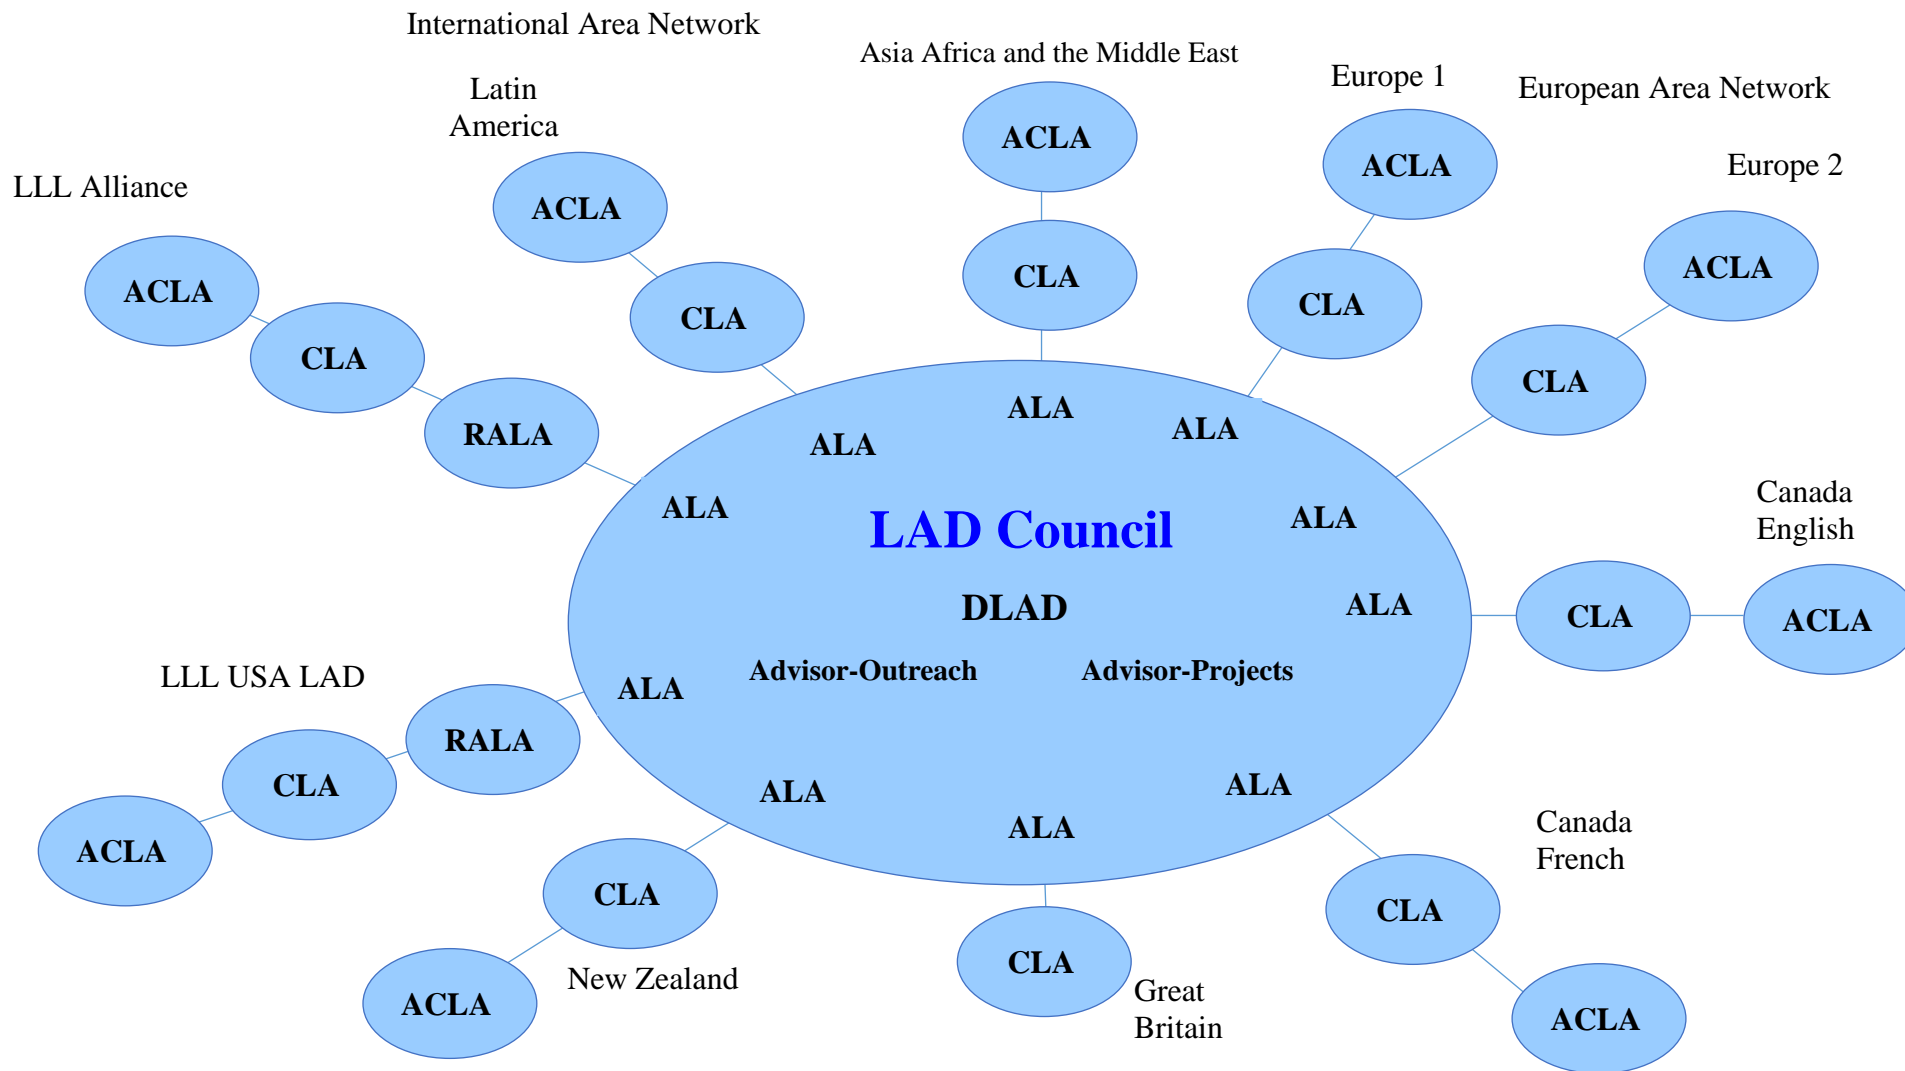 International Area Network
Asia Africa and the Middle East
Europe 1
European Area Network
Latin
America
ACLA
ACLA
Europe 2
LLL Alliance
ACLA
ACLA
ACLA
CLA
CLA
CLA
CLA
CLA
RALA
ALA
ALA
ALA
ALA
ALA
LAD Council
Canada
English
DLAD
ALA
CLA
ACLA
LLL USA LAD
ALA
Advisor-Outreach
Advisor-Projects
RALA
CLA
ACLA
ALA
ALA
ALA
Canada
French
CLA
CLA
ACLA
New Zealand
CLA
Great
Britain
ACLA